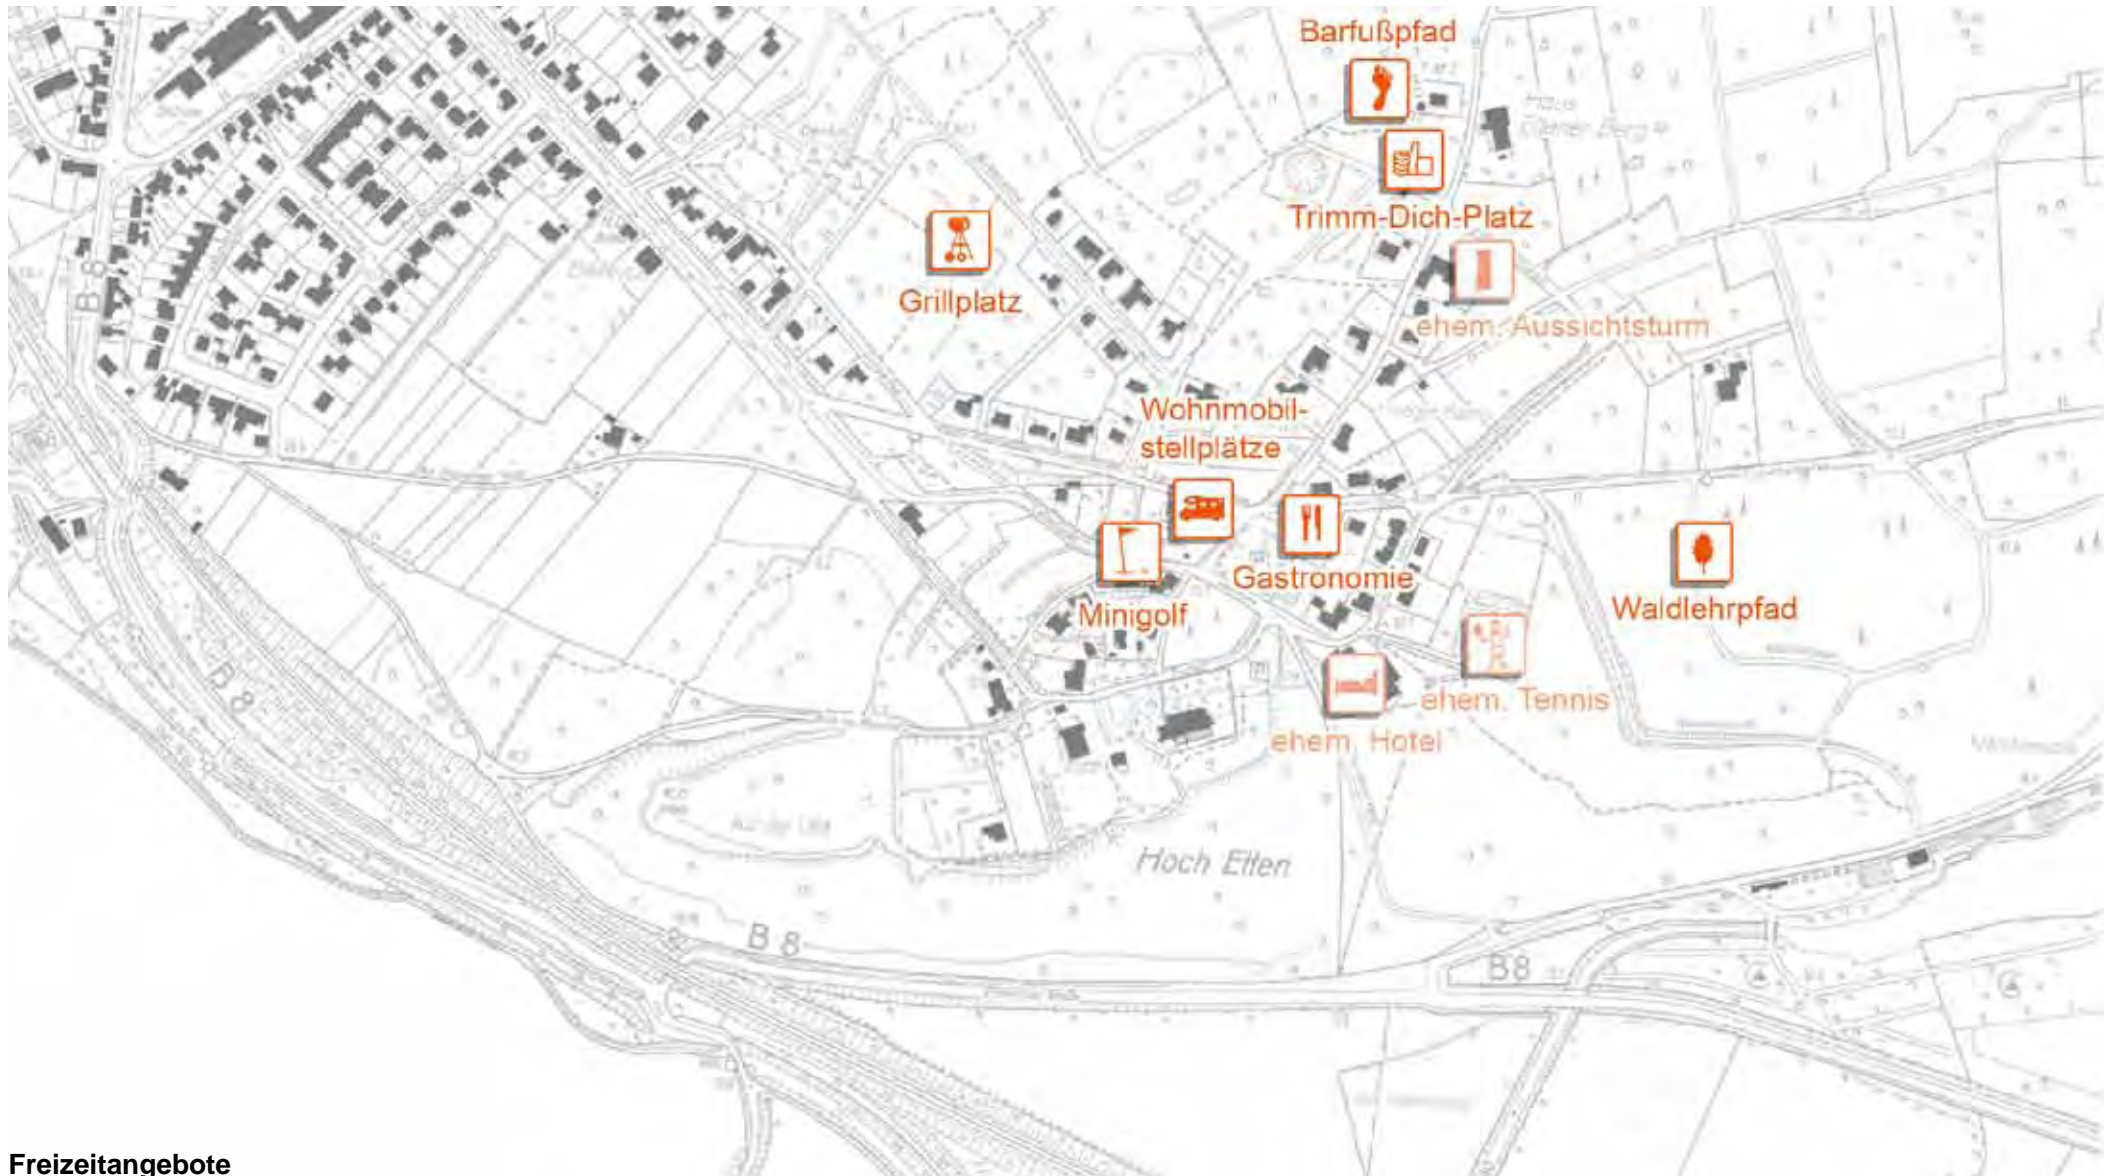 Barfußpfad
Trimm-Dich-Platz
Grillplatz
ehem. Aussichtsturm
Wohnmobil-
stellplätze
Gastronomie
Minigolf
Waldlehrpfad
ehem. Tennis
ehem. Hotel
B 8
B 8
Hoch Elten
B 8
B8
Freizeitangebote